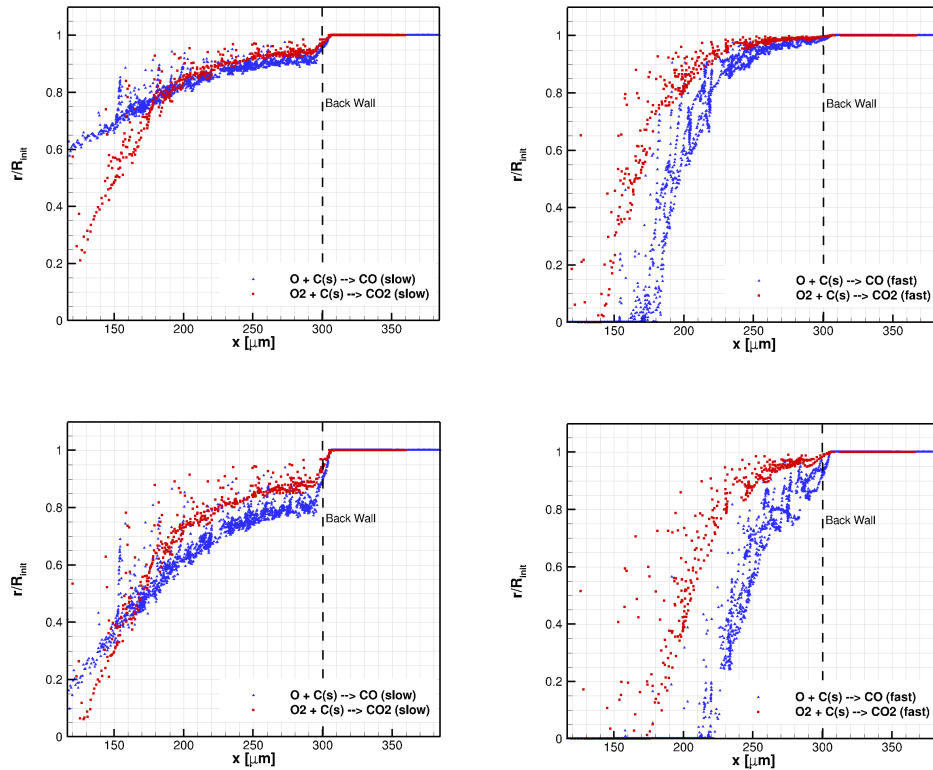 r/Rinit
1
0.8
0.6
0.4
0.2
0
Back Wall
O + C(s) --> CO (slow)
O2 + C(s) --> CO2 (slow)
150 200 250 300 350
x [μm]
r/Rinit
1
0.8
0.6
0.4
0.2
0
Back Wall
O + C(s) --> CO (fast)
O2 + C(s) --> CO2 (fast)
150 200 250 300 350
x [μm]
r/Rinit
1
0.8
0.6
0.4
0.2
0
Back Wall
O + C(s) --> CO (slow)
O2 + C(s) --> CO2 (slow)
150 200 250 300 350
x [μm]
r/Rinit
1
0.8
0.6
0.4
0.2
0
Back Wall
O + C(s) --> CO (fast)
O2 + C(s) --> CO2 (fast)
150 200 250 300 350
x [μm]